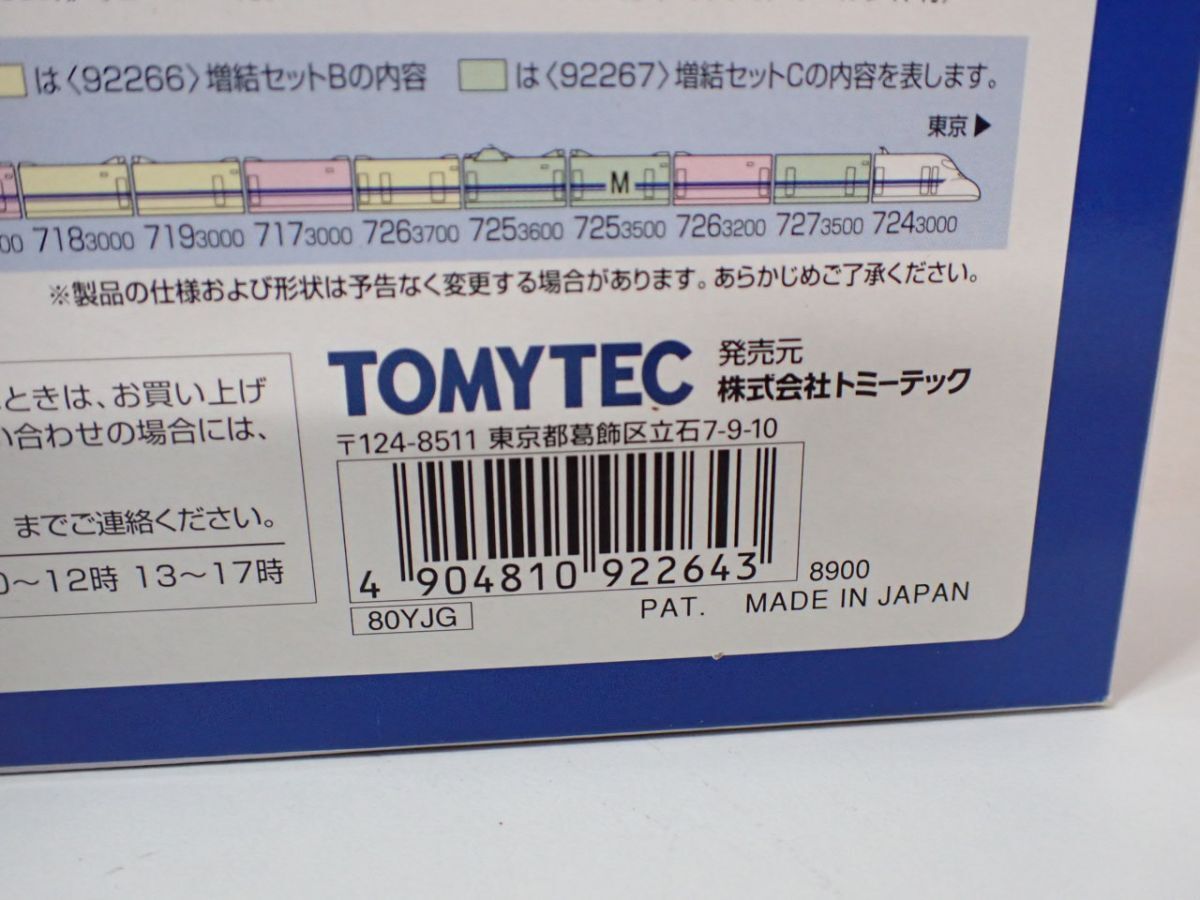 は〈92266〉増結セットBの内容 は〈92267〉増結セットCの内容を表します。
東京▶
M
00 7183000 7193000 7173000 7263700 7253600 7253500 7263200 7273500 7243000
※製品の仕様および形状は予告なく変更する場合があります。あらかじめご了承ください。
ときは、お買い上げ
い合わせの場合には、
までご連絡ください。
0〜12時 13〜17時
TOMYTEC 発売元
株式会社トミーテック
〒124-8511 東京都葛飾区立石7-9-10
4 904810 922643
8900
80YJG
PAT. MADE IN JAPAN